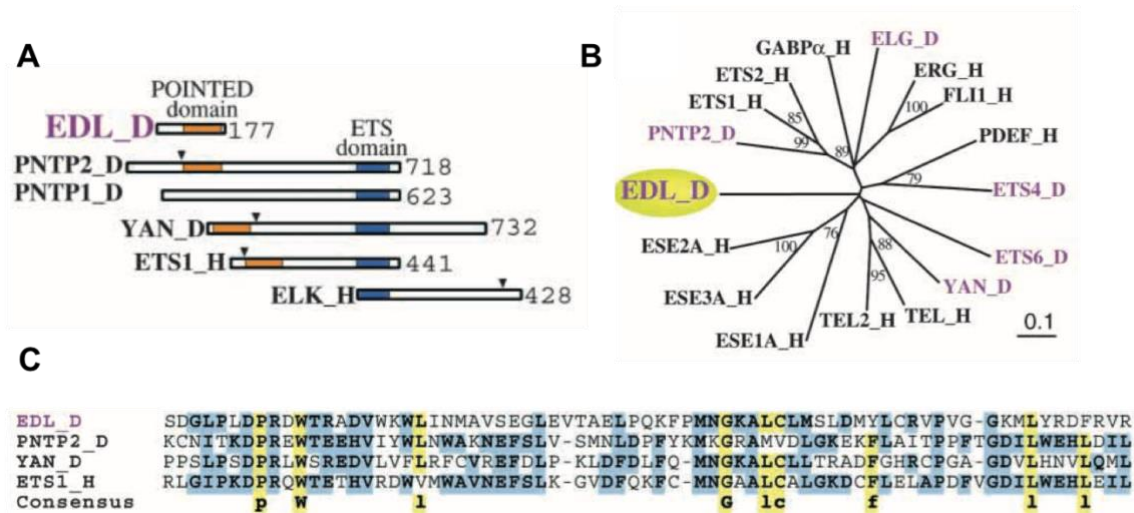 A
POINTED
domain
EDL_D 177
ETS
domain
PNTP2_D 718
PNTP1_D 623
YAN_D 732
ETS1_H 441
ELK_H 428
B
GABPα_H
ELG_D
ETS2_H
ERG_H
ETS1_H
FLI1_H
100
85
PNTP2_D
99
89
PDEF_H
79
EDL_D
ETS4_D
ESE2A_H
100
76
88
ETS6_D
95
YAN_D
ESE3A_H
TEL2_H
TEL_H
ESE1A_H
0.1
C
EDL_D SDGLPLDPRDWTRADVWKWLINMAVSEGLEVTAELPQKFPMNGKALCLMSLDMYLCRVPVG-GKMLYRDFRVR
PNTP2_D KCNITKDPREWTEEHVIYWLNWAKNEFSLV-SMNLDPFYKMKGRAMVDLGKEKFLAITPPFTGDILWEHLDIL
YAN_D PPSLPSDPRLWSREDVLVFLRFCVREFDLP-KLDFDLFQ-MNGKALCLLTRADFGHRCPGA-GDVLHNVLQML
ETS1_H RLGIPKDPRQWTETHVRDWVMWAVNEFSLK-GVDFQKFC-MNGAALCALGKDCFLELAPDFVGDILWEHLEIL
Consensus p W l G lc f l l